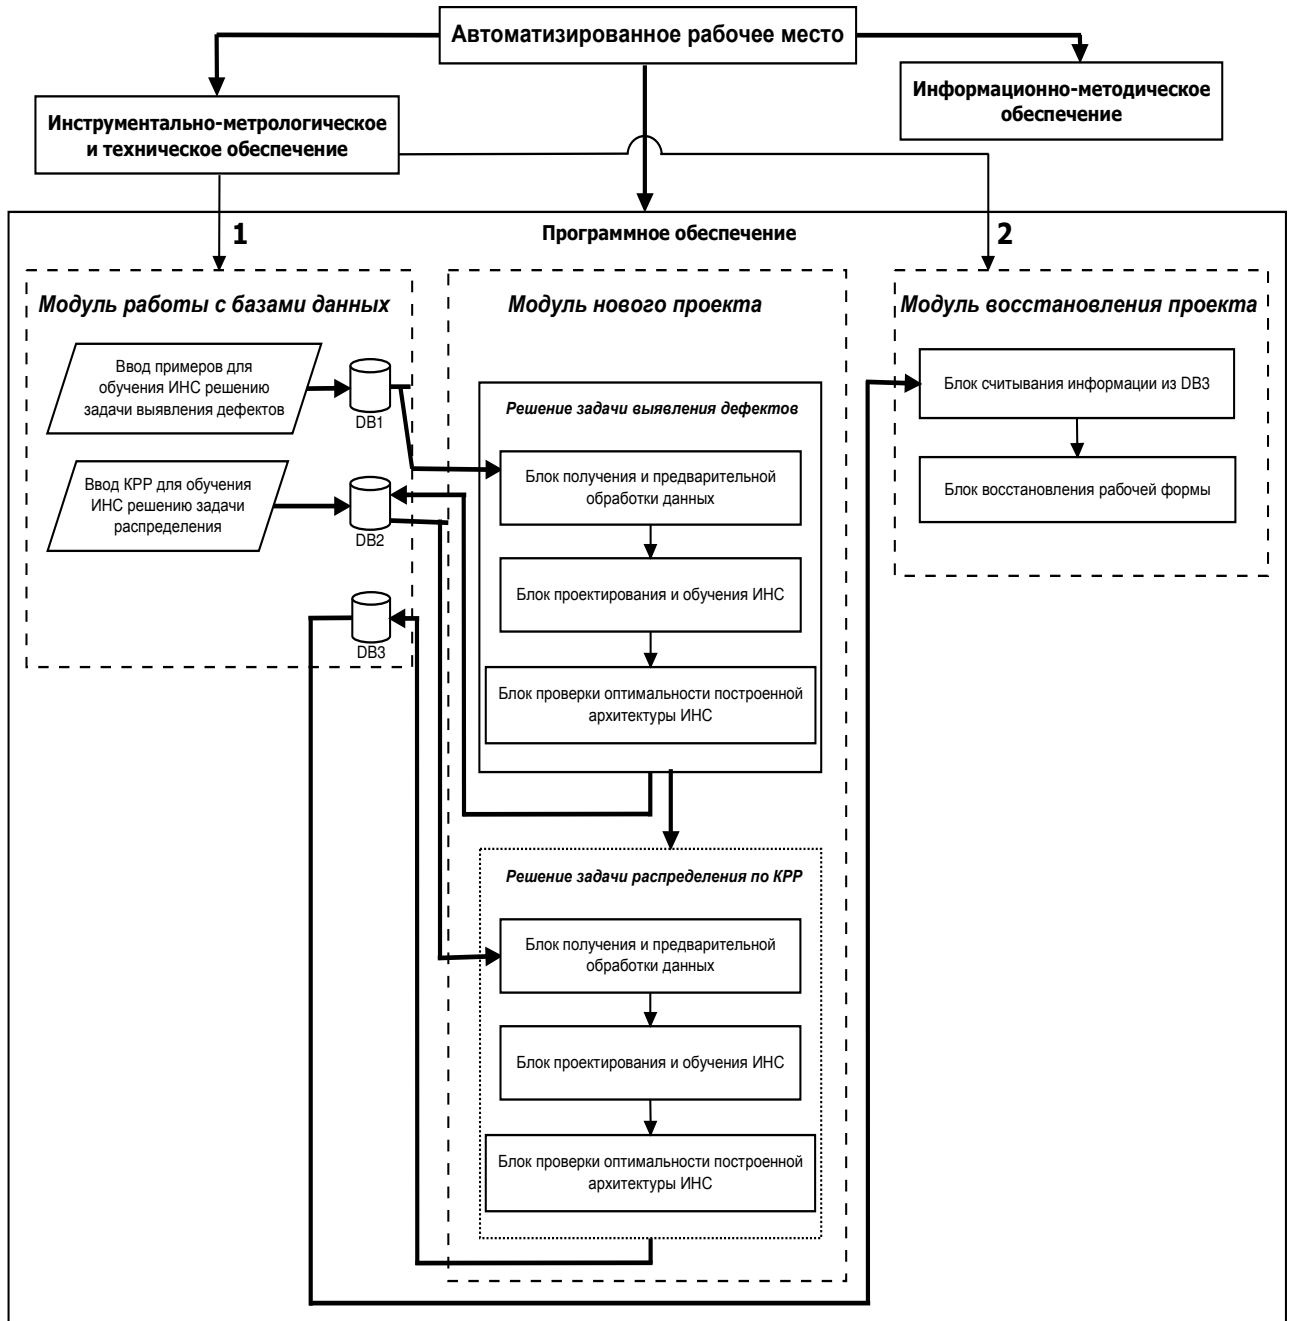 Автоматизированное рабочее место
Информационно-методическое
обеспечение
Инструментально-метрологическое
и техническое обеспечение
1
Программное обеспечение
2
Модуль работы с базами данных
Ввод примеров для
обучения ИНС решению
задачи выявления дефектов
DB1
Ввод КРР для обучения
ИНС решению задачи
распределения
DB2
DB3
Модуль нового проекта
Решение задачи выявления дефектов
Блок получения и предварительной
обработки данных
Блок проектирования и обучения ИНС
Блок проверки оптимальности построенной
архитектуры ИНС
Решение задачи распределения по КРР
Блок получения и предварительной
обработки данных
Блок проектирования и обучения ИНС
Блок проверки оптимальности построенной
архитектуры ИНС
Модуль восстановления проекта
Блок считывания информации из DB3
Блок восстановления рабочей формы